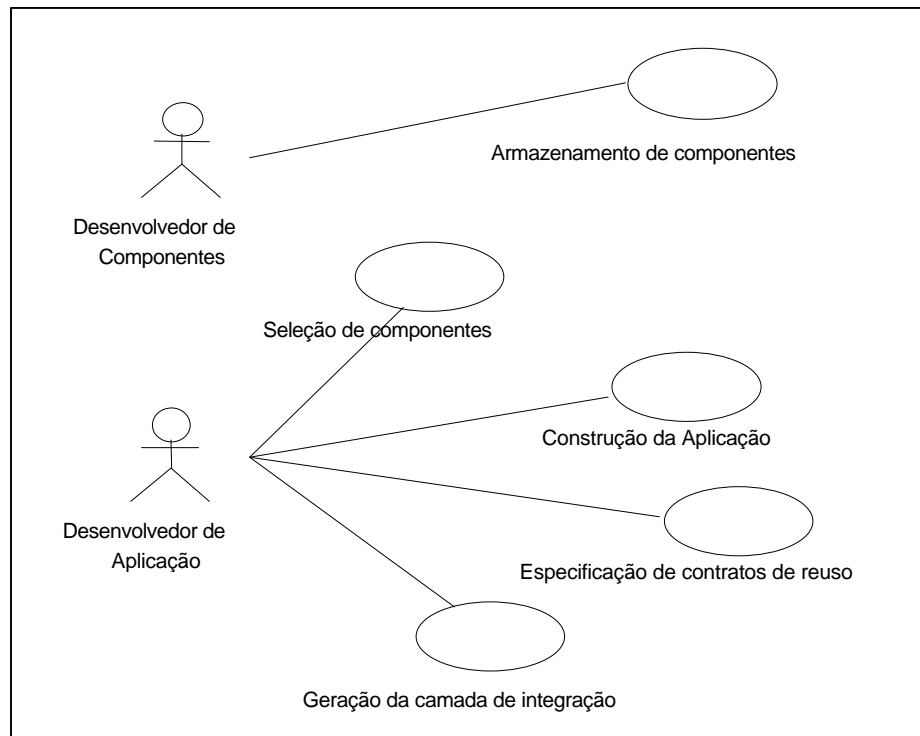 Armazenamento de componentes
Desenvolvedor de
Componentes
Seleção de componentes
Construção da Aplicação
Desenvolvedor de
Aplicação
Especificação de contratos de reuso
Geração da camada de integração